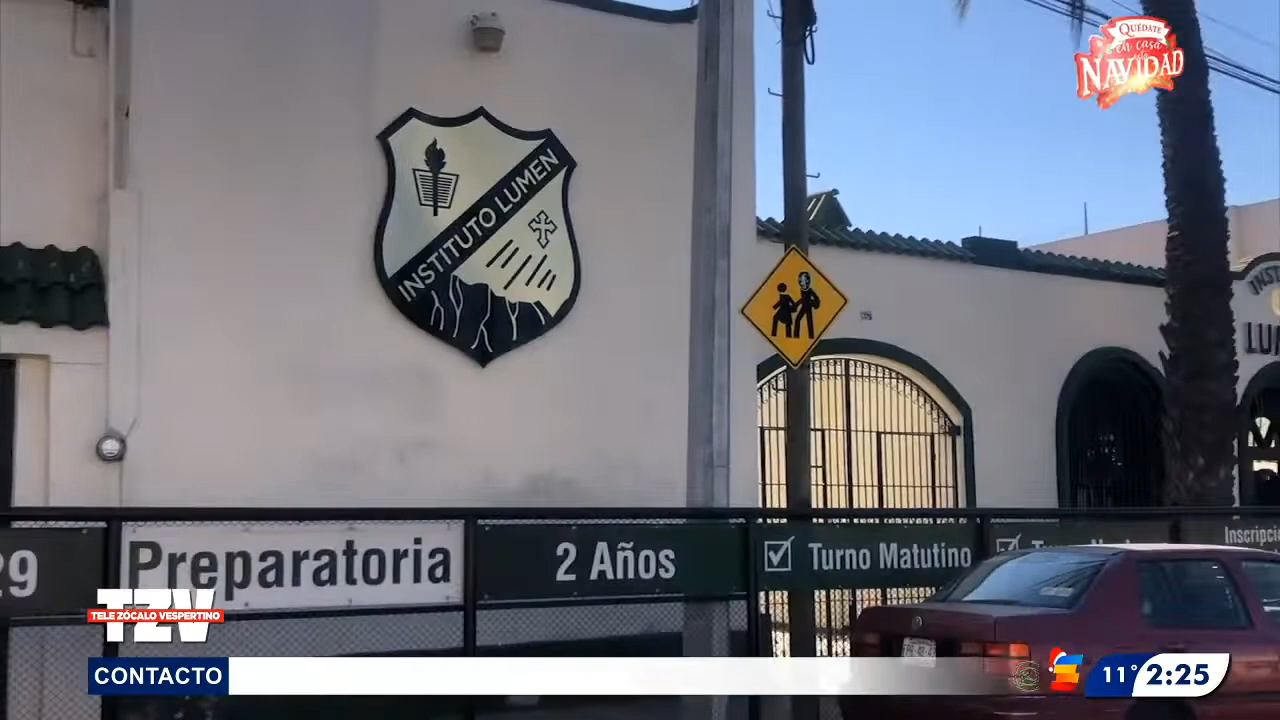 QUÉDATE
en casa
esta
NAVIDAD
INSTITUTO LUMEN
29
Preparatoria
2 Años
Turno Matutino
TZV
TELE ZÓCALO VESPERTINO
CONTACTO
11° 2:25